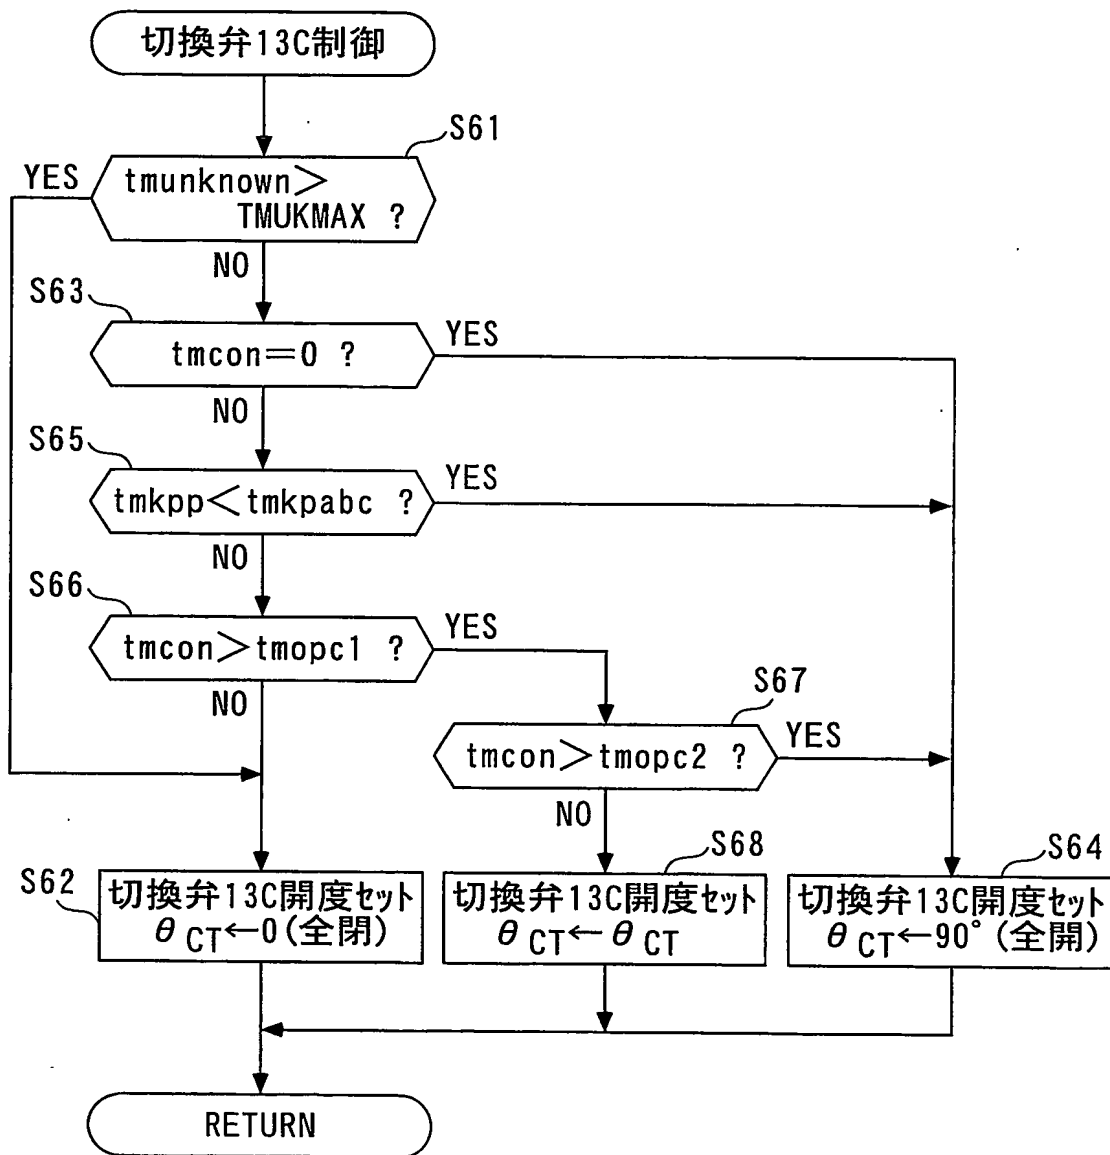 切換弁13C制御
S61
YES
tmunknown>
TMUKMAX ?
NO
S63
YES
tmcon=0 ?
NO
S65
YES
tmkpp<tmkpabc ?
NO
S66
YES
tmcon>tmopc1 ?
NO
S67
YES
tmcon>tmopc2 ?
NO
S62
切換弁13C開度セット
θCT←0(全閉)
S68
切換弁13C開度セット
θCT←θCT
S64
切換弁13C開度セット
θCT←90°(全開)
RETURN